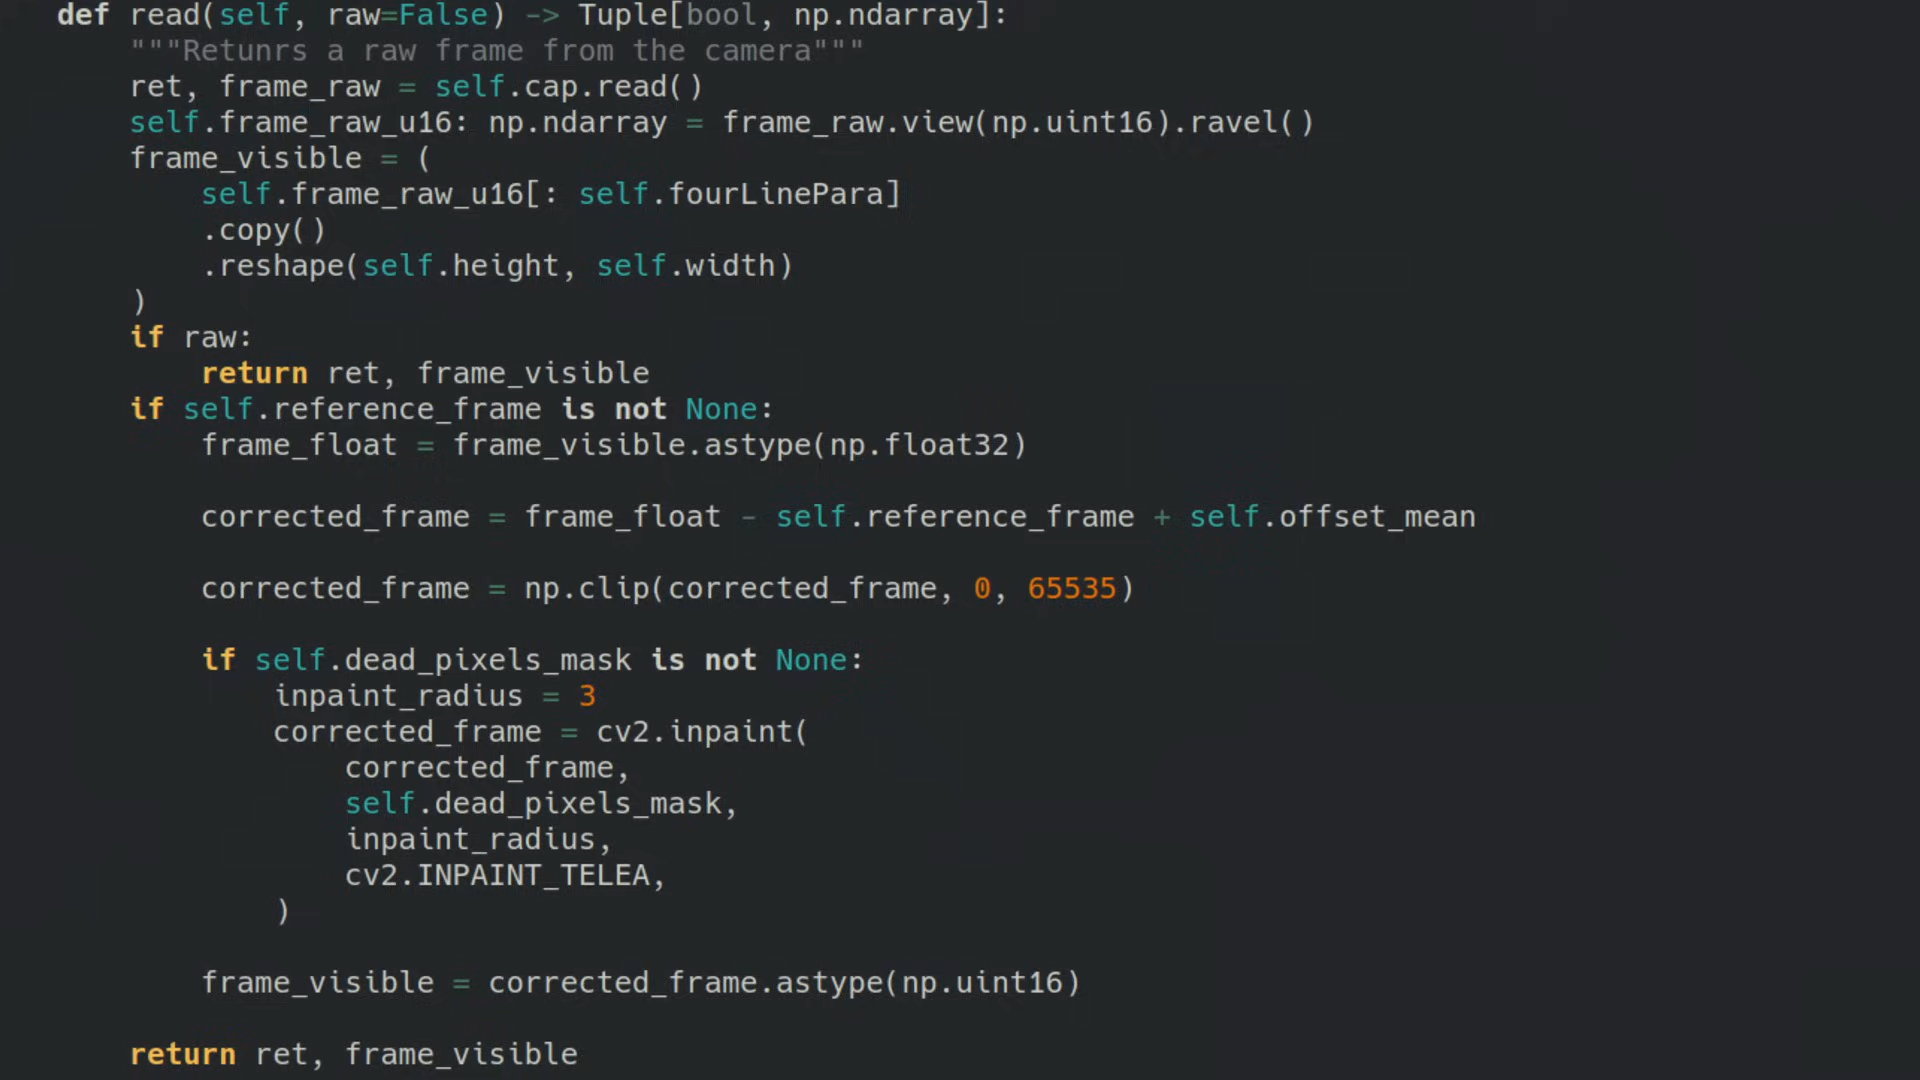 def read(self, raw=False) -> Tuple[bool, np.ndarray]:
    """Retunrs a raw frame from the camera"""
    ret, frame_raw = self.cap.read()
    self.frame_raw_u16: np.ndarray = frame_raw.view(np.uint16).ravel()
    frame_visible = (
        self.frame_raw_u16[: self.fourLinePara]
        .copy()
        .reshape(self.height, self.width)
    )
    if raw:
        return ret, frame_visible
    if self.reference_frame is not None:
        frame_float = frame_visible.astype(np.float32)

        corrected_frame = frame_float - self.reference_frame + self.offset_mean

        corrected_frame = np.clip(corrected_frame, 0, 65535)

        if self.dead_pixels_mask is not None:
            inpaint_radius = 3
            corrected_frame = cv2.inpaint(
                corrected_frame,
                self.dead_pixels_mask,
                inpaint_radius,
                cv2.INPAINT_TELEA,
            )

        frame_visible = corrected_frame.astype(np.uint16)

    return ret, frame_visible